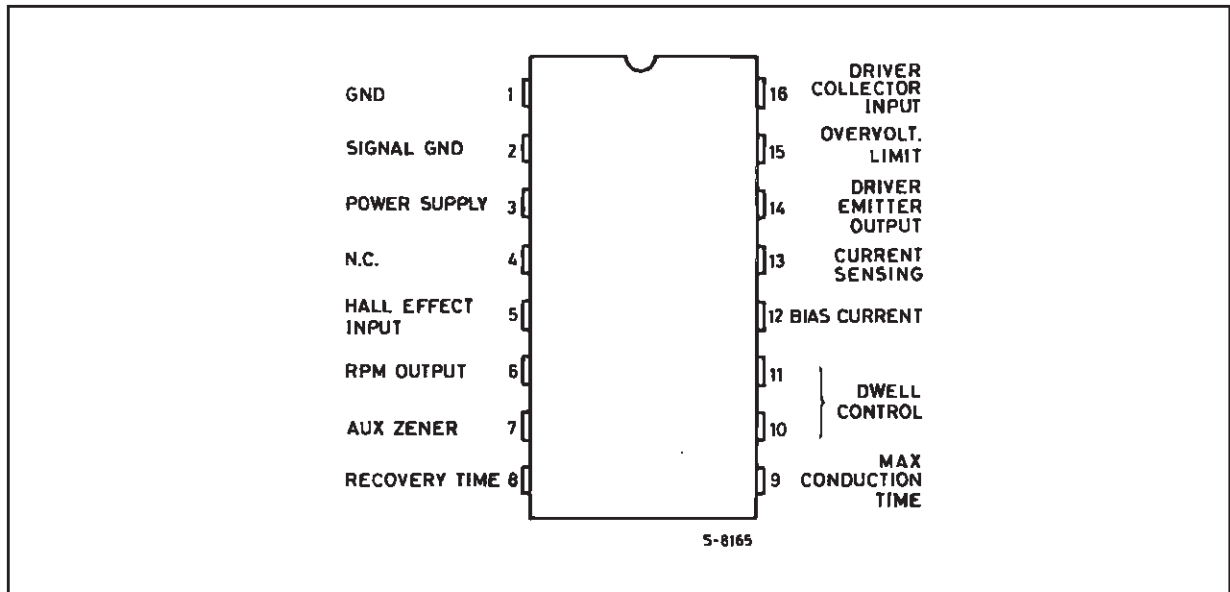 GND 1
SIGNAL GND 2
POWER SUPPLY 3
N.C. 4
HALL EFFECT
INPUT 5
RPM OUTPUT 6
AUX ZENER 7
RECOVERY TIME 8
16 DRIVER
COLLECTOR
INPUT
15 OVERVOLT.
LIMIT
14 DRIVER
EMITTER
OUTPUT
13 CURRENT
SENSING
12 BIAS CURRENT
11
10
DWELL
CONTROL
9 MAX
CONDUCTION
TIME
S-8165